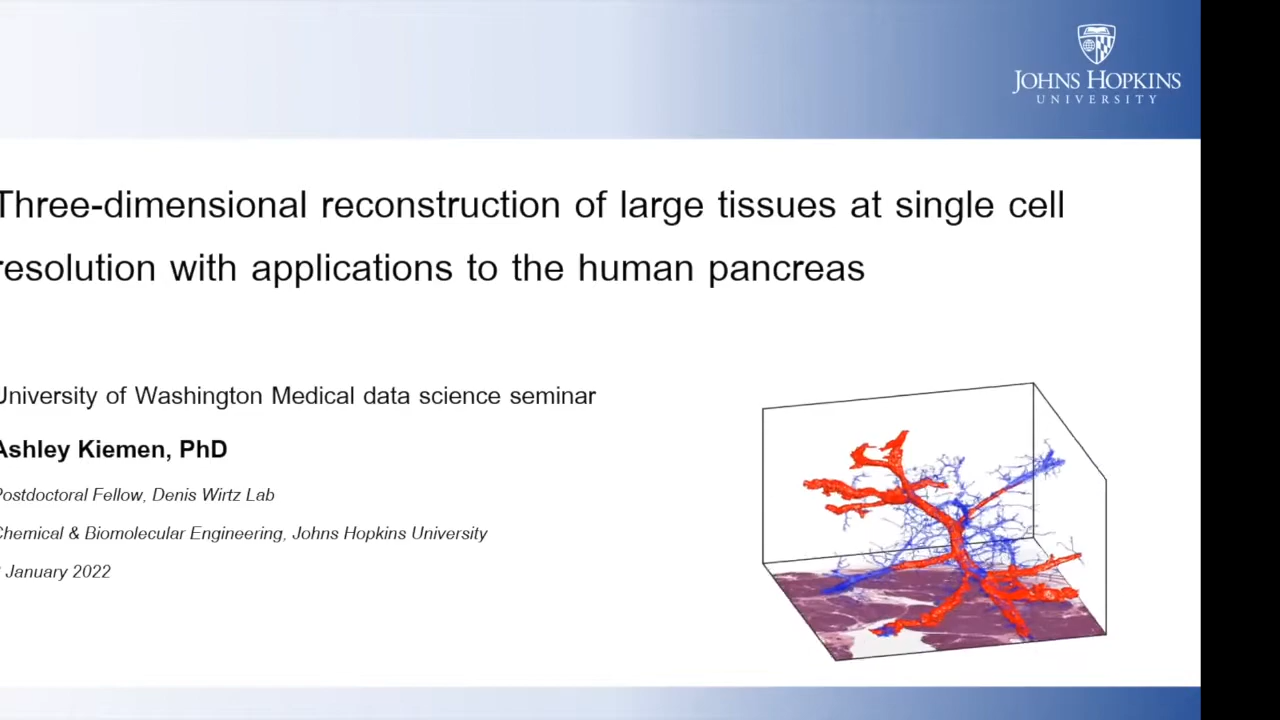 JOHNS HOPKINS
UNIVERSITY
Three-dimensional reconstruction of large tissues at single cell
resolution with applications to the human pancreas
University of Washington Medical data science seminar
Ashley Kiemen, PhD
Postdoctoral Fellow, Denis Wirtz Lab
Chemical & Biomolecular Engineering, Johns Hopkins University
January 2022